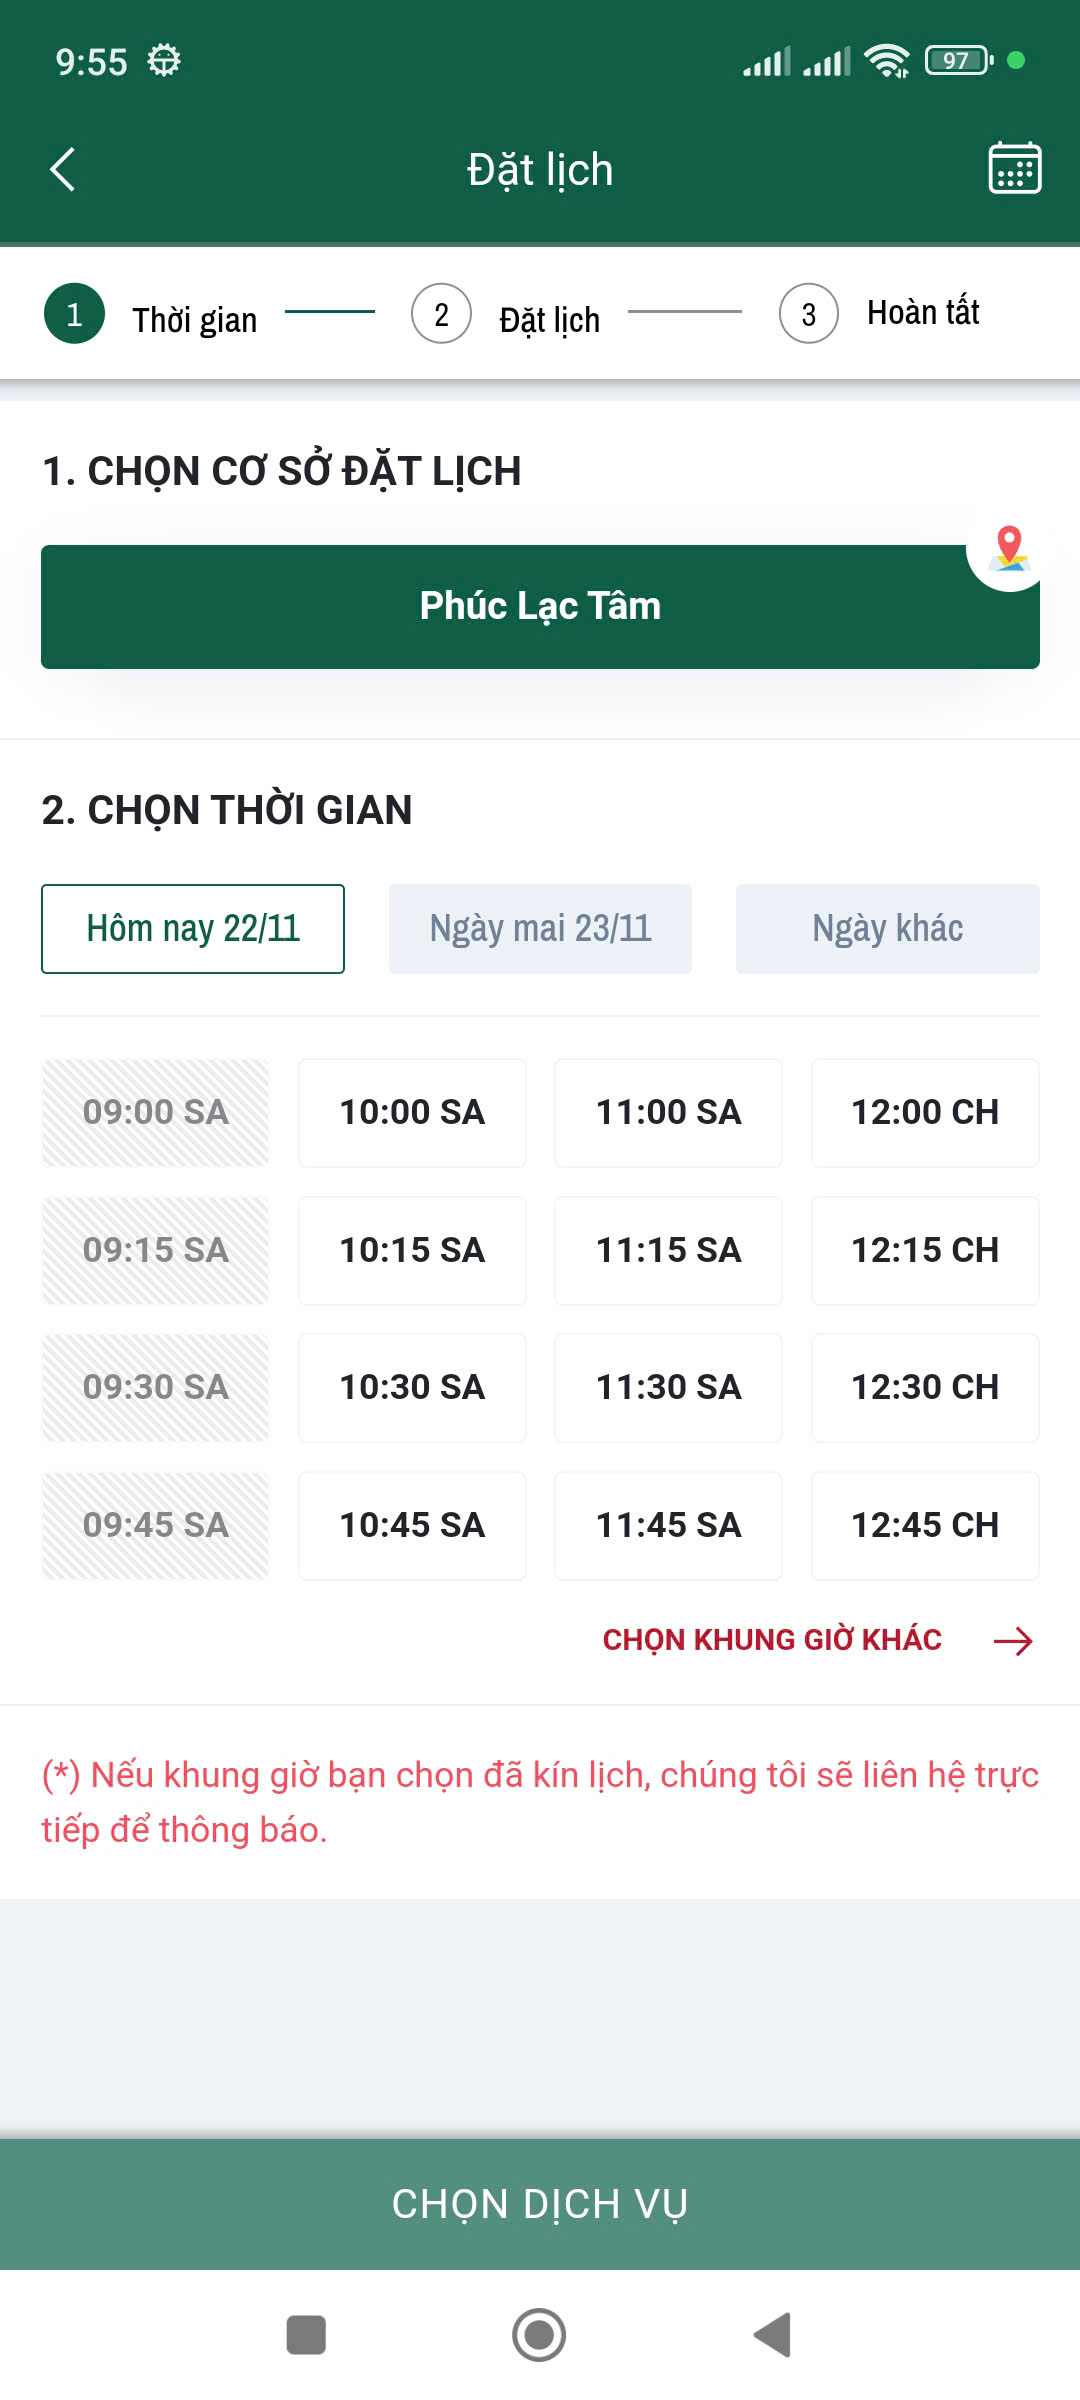 9:55
97
Đặt lịch
1 Thời gian 2 Đặt lịch 3 Hoàn tất
1. CHỌN CƠ SỞ ĐẶT LỊCH
Phúc Lạc Tâm
2. CHỌN THỜI GIAN
Hôm nay 22/11 Ngày mai 23/11 Ngày khác
09:00 SA 10:00 SA 11:00 SA 12:00 CH
09:15 SA 10:15 SA 11:15 SA 12:15 CH
09:30 SA 10:30 SA 11:30 SA 12:30 CH
09:45 SA 10:45 SA 11:45 SA 12:45 CH
CHỌN KHUNG GIỜ KHÁC
(*) Nếu khung giờ bạn chọn đã kín lịch, chúng tôi sẽ liên hệ trực
tiếp để thông báo.
CHỌN DỊCH VỤ